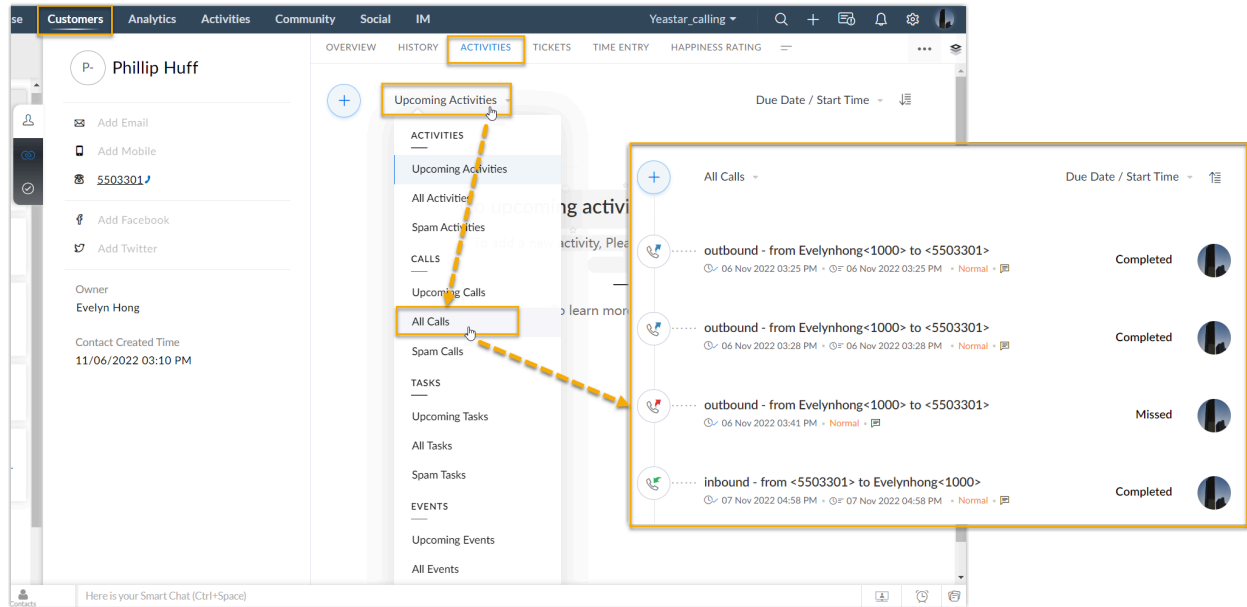 se Customers Analytics Activities Community Social IM Yeastar_calling
P- Phillip Huff
OVERVIEW HISTORY ACTIVITIES TICKETS TIME ENTRY HAPPINESS RATING
Add Email
Add Mobile
5503301
Add Facebook
Add Twitter
Owner
Evelyn Hong
Contact Created Time
11/06/2022 03:10 PM
Upcoming Activities
Due Date / Start Time
ACTIVITIES
Upcoming Activities
All Activities
Spam Activities
CALLS
Upcoming Calls
All Calls
Spam Calls
TASKS
Upcoming Tasks
All Tasks
Spam Tasks
EVENTS
Upcoming Events
All Events
upcoming activi
activity, Plea
learn mor
All Calls Due Date / Start Time
outbound - from Evelynhong<1000> to <5503301>
06 Nov 2022 03:25 PM • 06 Nov 2022 03:25 PM • Normal •
Completed
outbound - from Evelynhong<1000> to <5503301>
06 Nov 2022 03:28 PM • 06 Nov 2022 03:28 PM • Normal •
Completed
outbound - from Evelynhong<1000> to <5503301>
06 Nov 2022 03:41 PM • Normal •
Missed
inbound - from <5503301> to Evelynhong<1000>
07 Nov 2022 04:58 PM • 07 Nov 2022 04:58 PM • Normal •
Completed
Contacts
Here is your Smart Chat (Ctrl+Space)